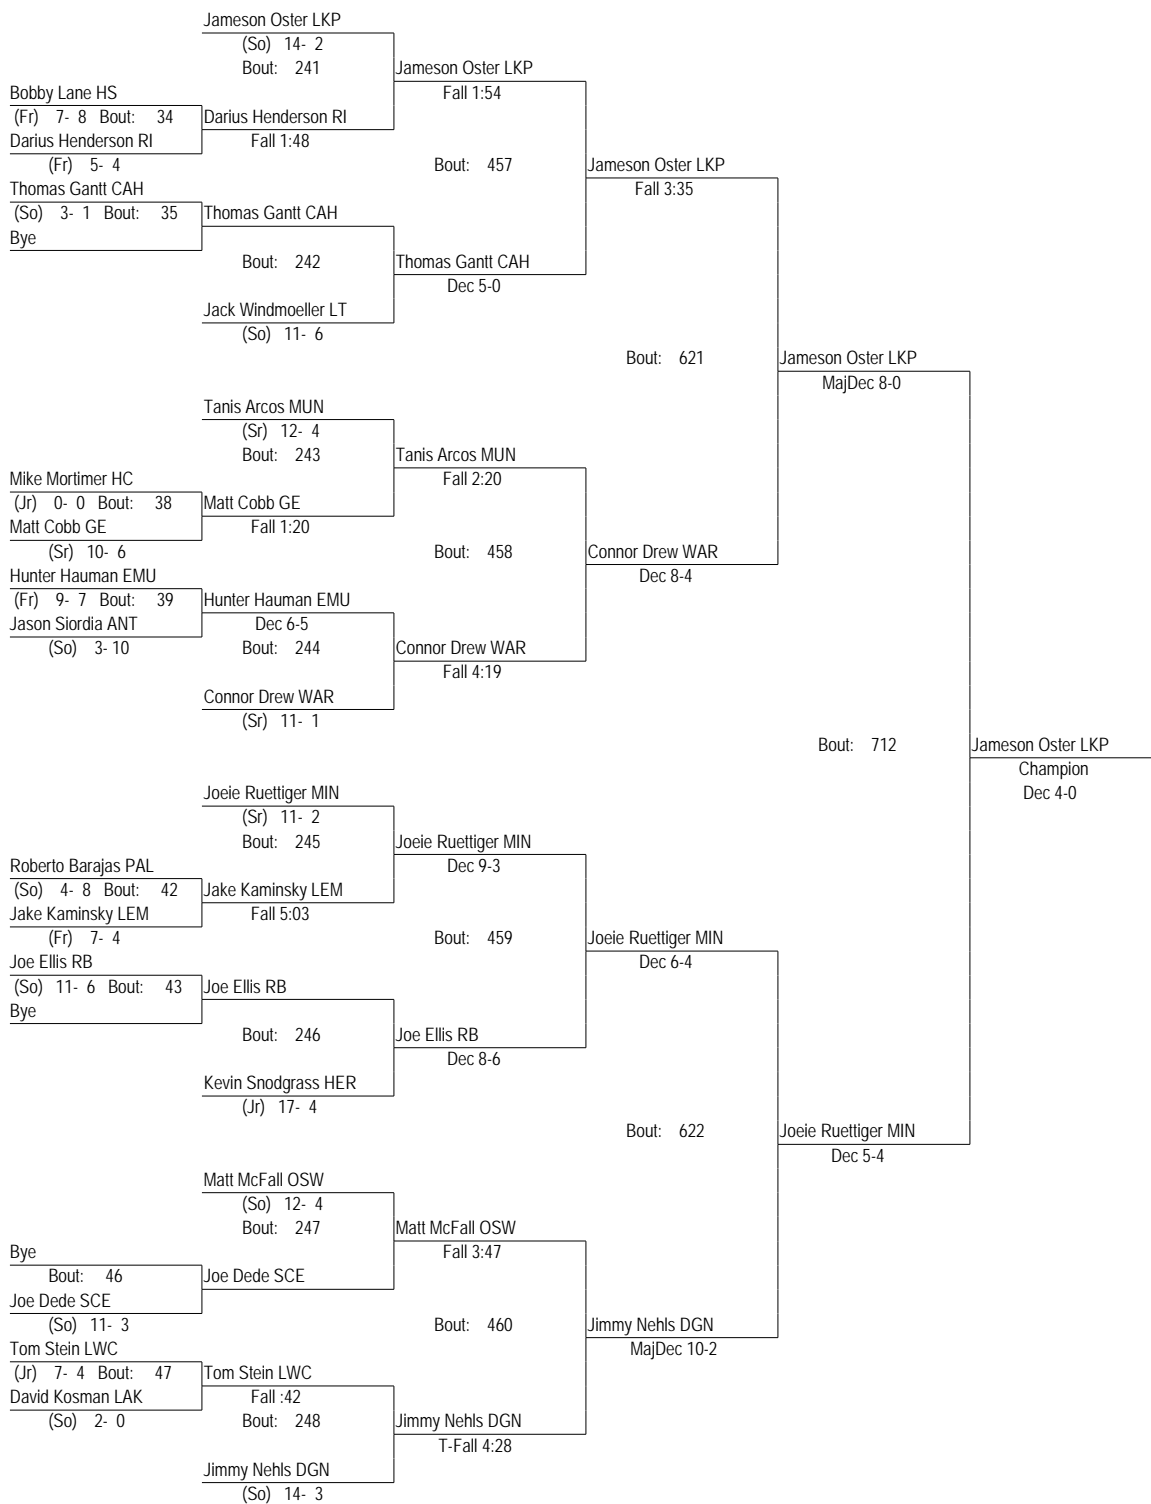 Jameson Oster LKP
(So) 14- 2
Bout: 241
Jameson Oster LKP
Fall 1:54
Bobby Lane HS
(Fr) 7- 8 Bout: 34
Darius Henderson RI
Darius Henderson RI
Fall 1:48
(Fr) 5- 4
Bout: 457
Jameson Oster LKP
Fall 3:35
Thomas Gantt CAH
(So) 3- 1 Bout: 35
Thomas Gantt CAH
Bye
Bout: 242
Thomas Gantt CAH
Dec 5-0
Jack Windmoeller LT
(So) 11- 6
Bout: 621
Jameson Oster LKP
MajDec 8-0
Tanis Arcos MUN
(Sr) 12- 4
Bout: 243
Tanis Arcos MUN
Fall 2:20
Mike Mortimer HC
(Jr) 0- 0 Bout: 38
Matt Cobb GE
Matt Cobb GE
Fall 1:20
(Sr) 10- 6
Bout: 458
Connor Drew WAR
Dec 8-4
Hunter Hauman EMU
(Fr) 9- 7 Bout: 39
Hunter Hauman EMU
Jason Siordia ANT
Dec 6-5
(So) 3- 10
Bout: 244
Connor Drew WAR
Fall 4:19
Connor Drew WAR
(Sr) 11- 1
Bout: 712
Jameson Oster LKP
Champion
Dec 4-0
Joeie Ruettiger MIN
(Sr) 11- 2
Bout: 245
Joeie Ruettiger MIN
Dec 9-3
Roberto Barajas PAL
(So) 4- 8 Bout: 42
Jake Kaminsky LEM
Jake Kaminsky LEM
Fall 5:03
(Fr) 7- 4
Bout: 459
Joeie Ruettiger MIN
Dec 6-4
Joe Ellis RB
(So) 11- 6 Bout: 43
Joe Ellis RB
Bye
Bout: 246
Joe Ellis RB
Dec 8-6
Kevin Snodgrass HER
(Jr) 17- 4
Bout: 622
Joeie Ruettiger MIN
Dec 5-4
Matt McFall OSW
(So) 12- 4
Bout: 247
Matt McFall OSW
Fall 3:47
Bye
Bout: 46
Joe Dede SCE
Joe Dede SCE
(So) 11- 3
Bout: 460
Jimmy Nehls DGN
MajDec 10-2
Tom Stein LWC
(Jr) 7- 4 Bout: 47
Tom Stein LWC
David Kosman LAK
Fall :42
(So) 2- 0
Bout: 248
Jimmy Nehls DGN
T-Fall 4:28
Jimmy Nehls DGN
(So) 14- 3